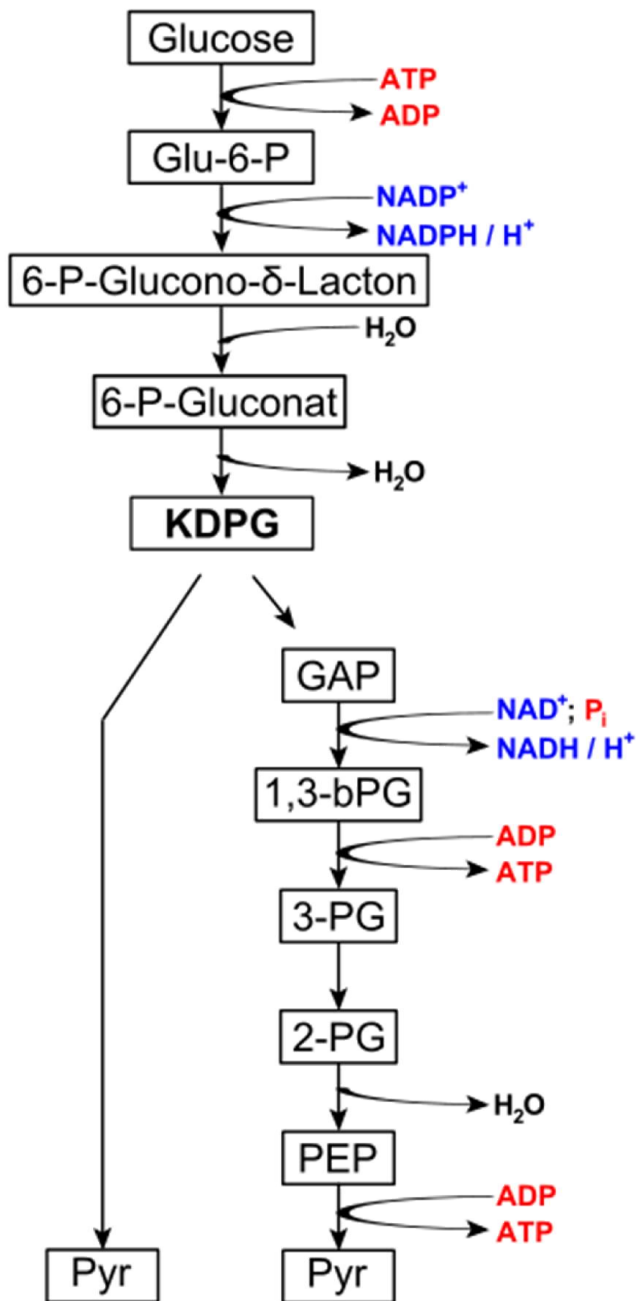 Glucose
ATP
ADP
Glu-6-P
NADP⁺
NADPH / H⁺
6-P-Glucono-δ-Lacton
H₂O
6-P-Gluconat
H₂O
KDPG
GAP
NAD⁺; Pᵢ
NADH / H⁺
1,3-bPG
ADP
ATP
3-PG
2-PG
H₂O
PEP
ADP
ATP
Pyr
Pyr